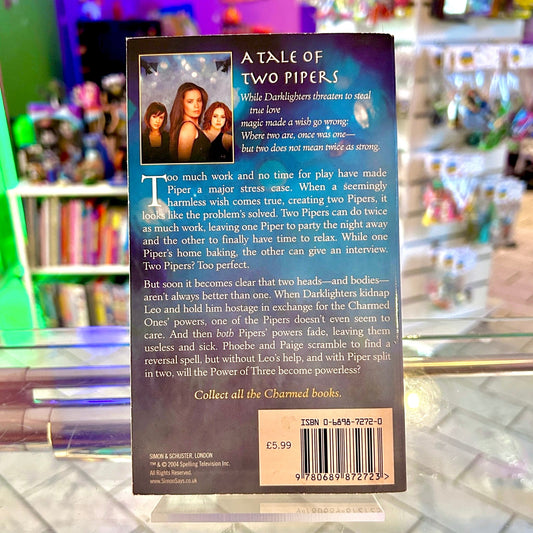 A TALE OF
TWO PIPERS
While Darklighters threaten to steal
true love
magic made a wish go wrong:
Where two are, once was one—
but two does not mean twice as strong.
Too much work and no time for play have made
Piper a major stress case. When a seemingly
harmless wish comes true, creating two Pipers, it
looks like the problem's solved. Two Pipers can do twice
as much work, leaving one Piper to party the night away
and the other to finally have time to relax. While one
Piper's home baking, the other can give an interview.
Two Pipers? Too perfect.
But soon it becomes clear that two heads—and bodies—
aren't always better than one. When Darklighters kidnap
Leo and hold him hostage in exchange for the Charmed
Ones' powers, one of the Pipers doesn't even seem to
care. And then both Pipers' powers fade, leaving them
useless and sick. Phoebe and Paige scramble to find a
reversal spell, but without Leo's help, and with Piper split
in two, will the Power of Three become powerless?
Collect all the Charmed books.
ISBN 0-6898-7272-0
£5.99
9 780689 872723 >
SIMON & SCHUSTER, LONDON
™ & © 2004 Spelling Television Inc.
All Rights Reserved.
www.SimonSays.co.uk